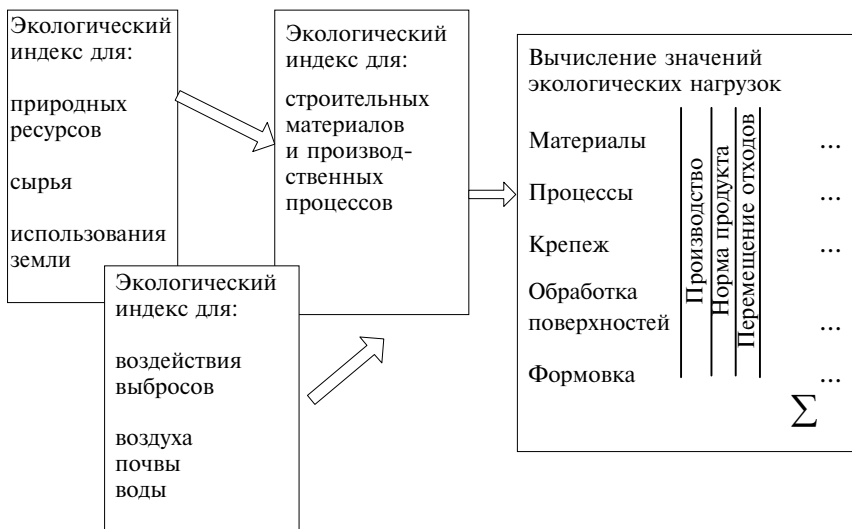 Экологический
индекс для:
природных
ресурсов
сырья
использования
земли
Экологический
индекс для:
воздействия
выбросов
воздуха
почвы
воды
Экологический
индекс для:
строительных
материалов
и производ-
ственных
процессов
Вычисление значений
экологических нагрузок
Материалы ...
Процессы ...
Крепеж ...
Обработка
поверхностей ...
Формовка ...
Производство
Норма продукта
Перемещение отходов
∑